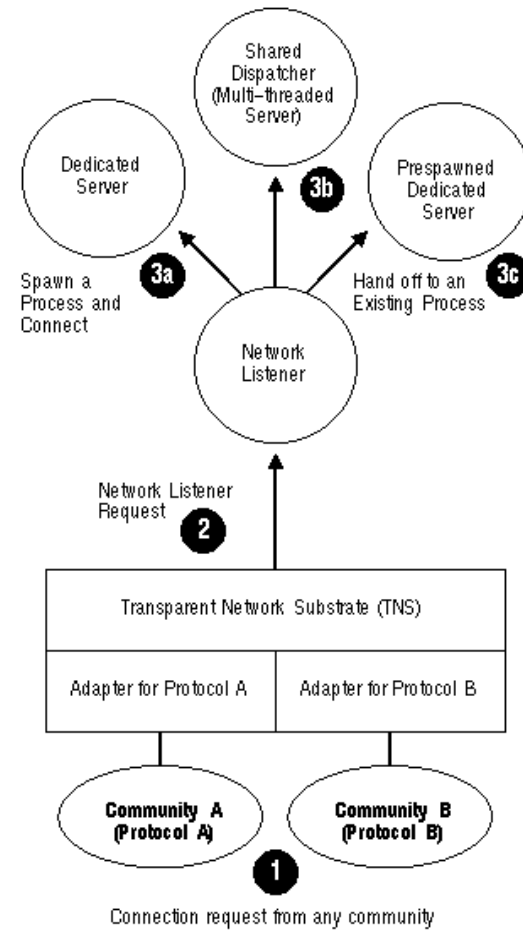 Shared
Dispatcher
(Multi-threaded
Server)
Dedicated
Server
Prespawned
Dedicated
Server
3b
3a
3c
Spawn a
Process and
Connect
Hand off to an
Existing Process
Network
Listener
Network Listener
Request
2
Transparent Network Substrate (TNS)
Adapter for Protocol A
Adapter for Protocol B
Community A
(Protocol A)
Community B
(Protocol B)
1
Connection request from any community